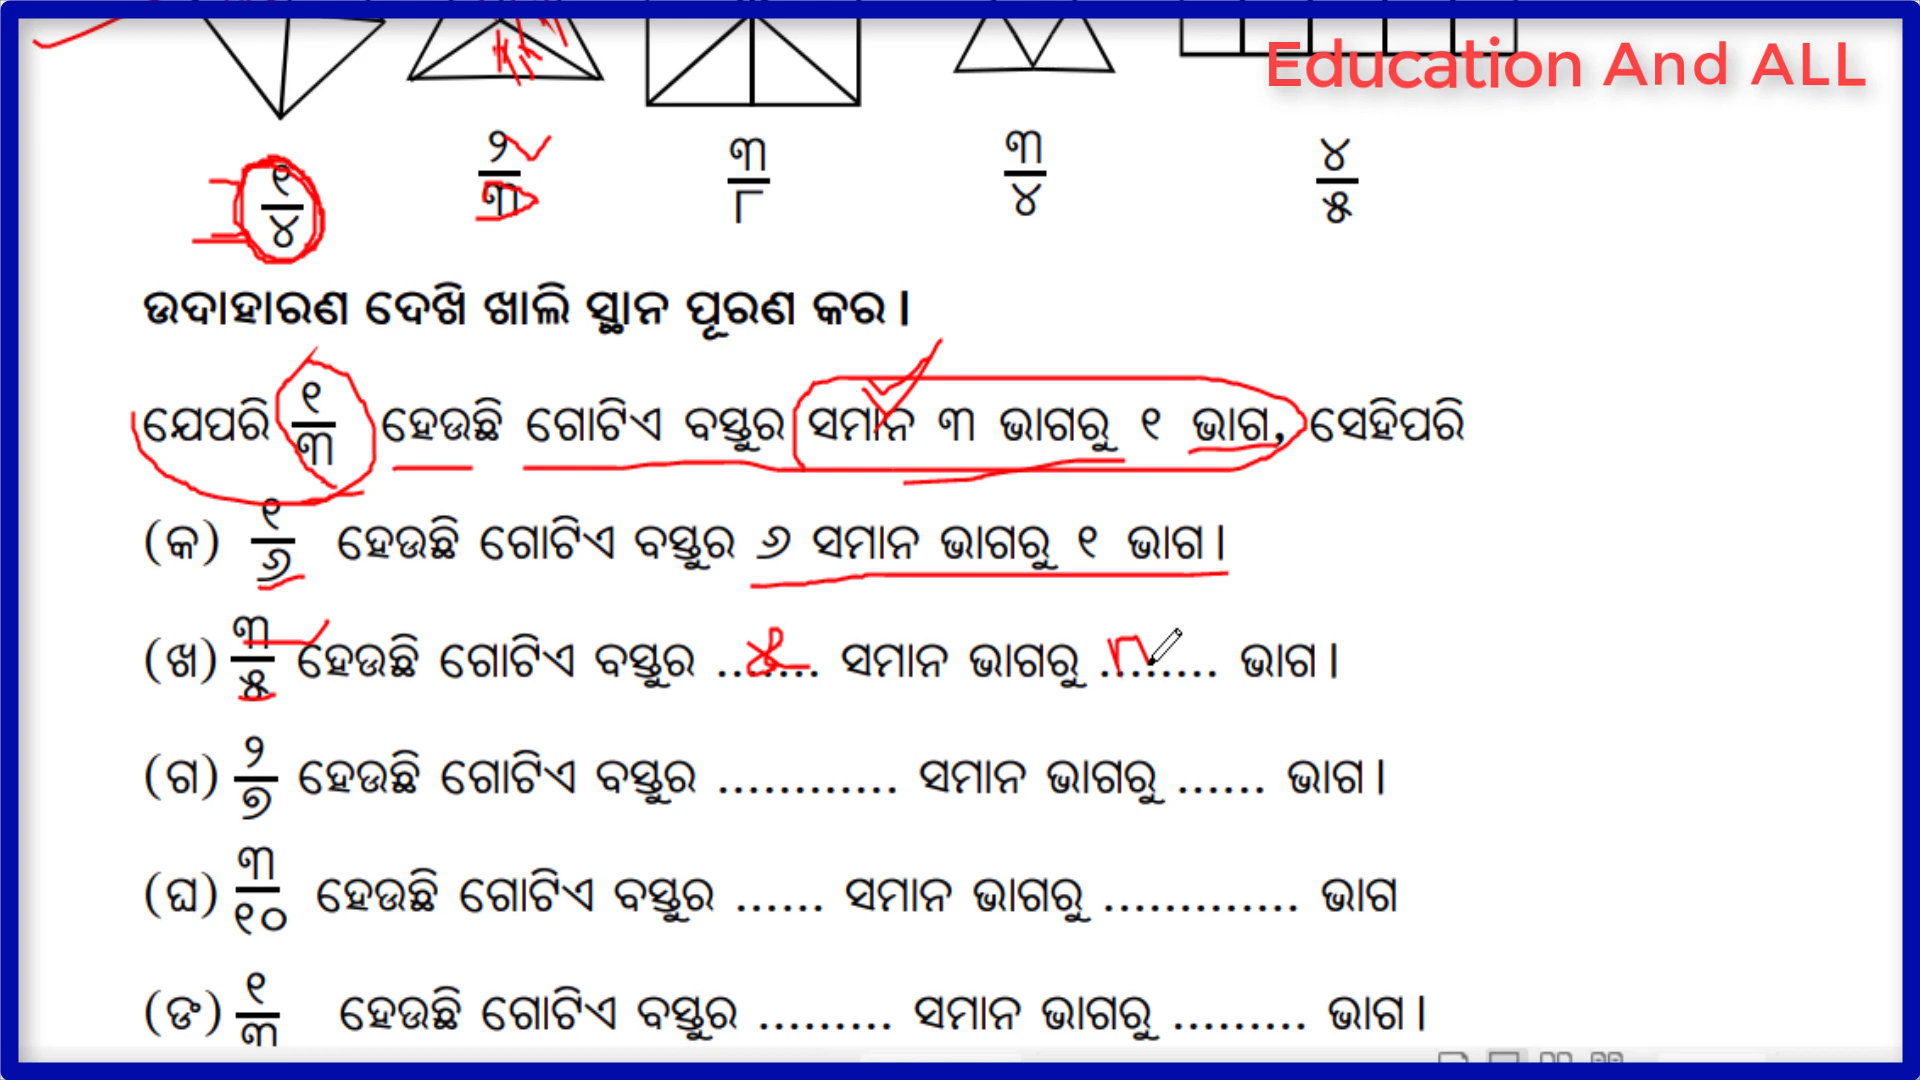 Education And ALL
୧/୪ ୨/୩ ୩/୮ ୩/୪ ୪/୫
ଉଦାହାରଣ ଦେଖି ଖାଲି ସ୍ଥାନ ପୂରଣ କର।
ଯେପରି ୧/୩ ହେଉଛି ଗୋଟିଏ ବସ୍ତୁର ସମାନ ୩ ଭାଗରୁ ୧ ଭାଗ, ସେହିପରି
(କ) ୧/୬ ହେଉଛି ଗୋଟିଏ ବସ୍ତୁର ୬ ସମାନ ଭାଗରୁ ୧ ଭାଗ।
(ଖ) ୩/୫ ହେଉଛି ଗୋଟିଏ ବସ୍ତୁର ...୫... ସମାନ ଭାଗରୁ ........ ଭାଗ।
(ଗ) ୨/୭ ହେଉଛି ଗୋଟିଏ ବସ୍ତୁର ............ ସମାନ ଭାଗରୁ ...... ଭାଗ।
(ଘ) ୩/୧୦ ହେଉଛି ଗୋଟିଏ ବସ୍ତୁର ...... ସମାନ ଭାଗରୁ ............. ଭାଗ
(ଙ) ୧/୩ ହେଉଛି ଗୋଟିଏ ବସ୍ତୁର ......... ସମାନ ଭାଗରୁ ......... ଭାଗ।